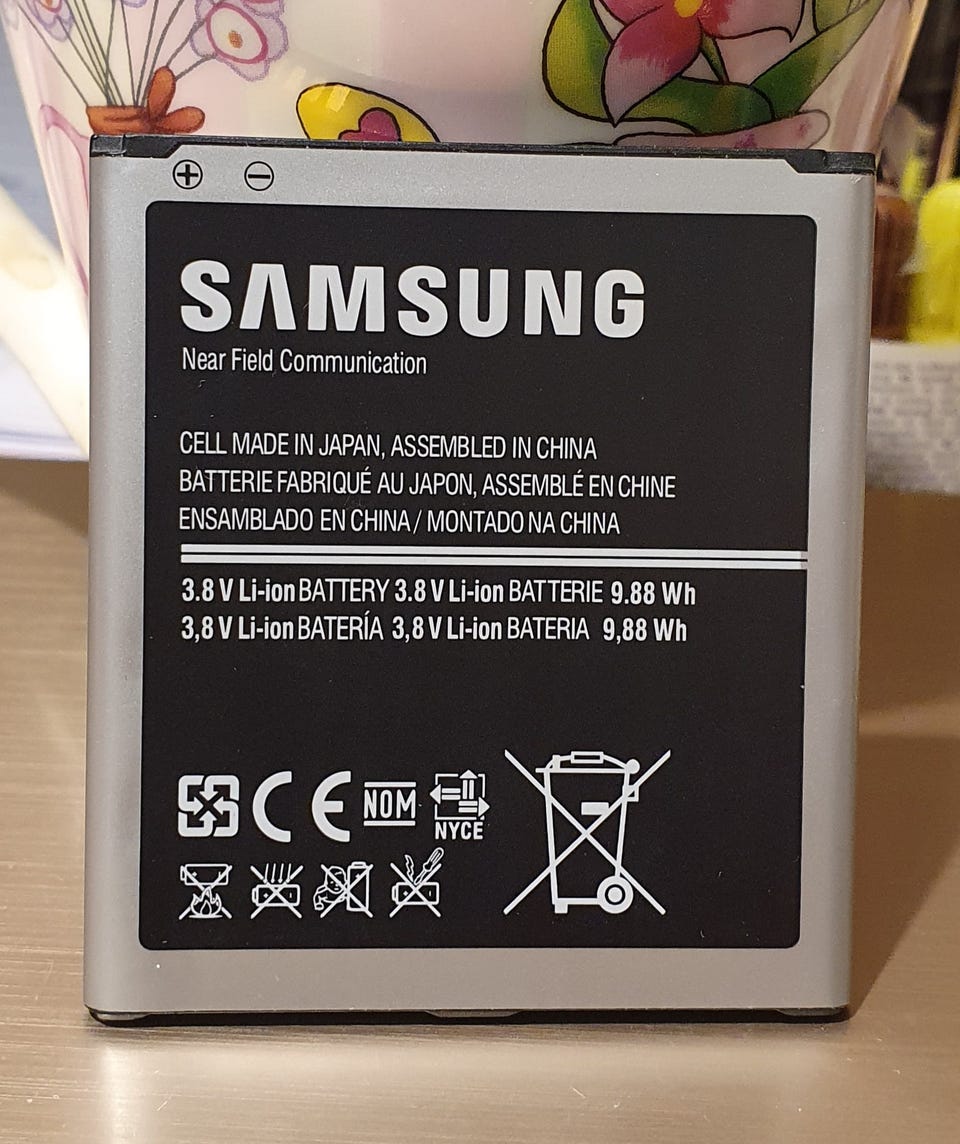 SAMSUNG
Near Field Communication
CELL MADE IN JAPAN, ASSEMBLED IN CHINA
BATTERIE FABRIQUÉ AU JAPON, ASSEMBLÉ EN CHINE
ENSAMBLADO EN CHINA / MONTADO NA CHINA
3.8 V Li-ion BATTERY 3.8 V Li-ion BATTERIE 9.88 Wh
3,8 V Li-ion BATERÍA 3,8 V Li-ion BATERIA 9,88 Wh
CE NOM NYCE